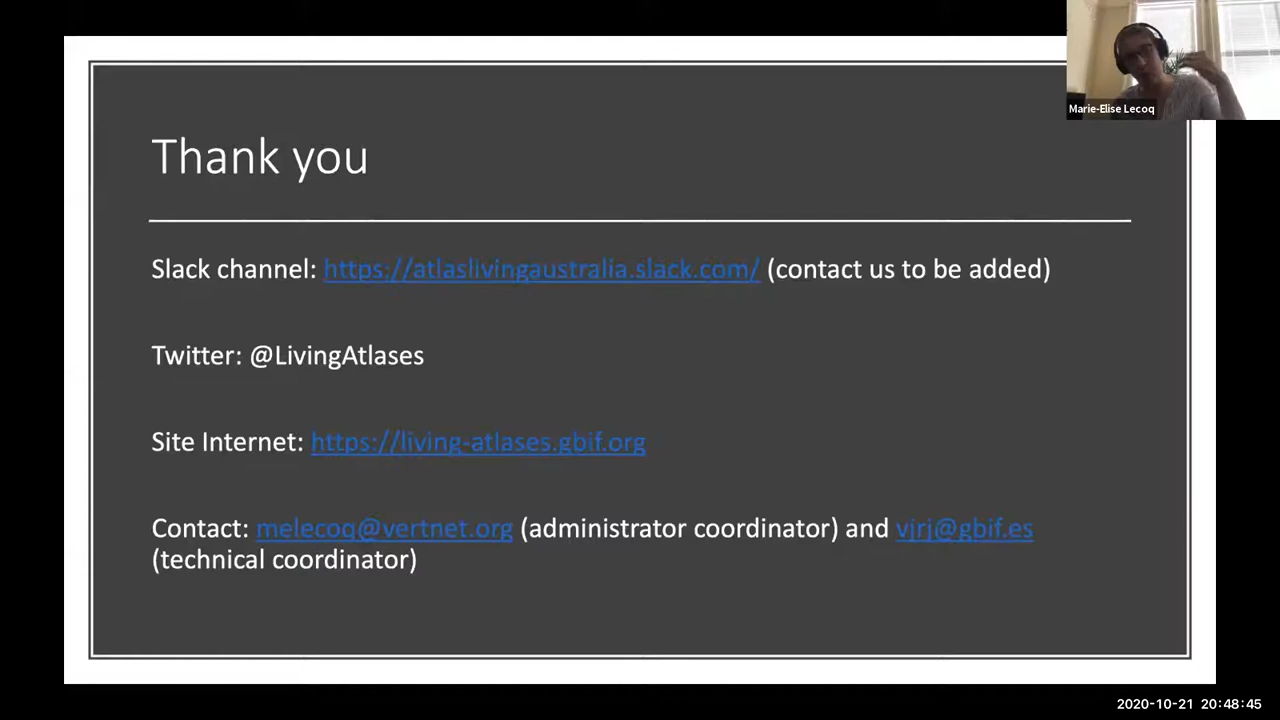 Marie-Elise Lecoq
Thank you
Slack channel: https://atlaslivingaustralia.slack.com/ (contact us to be added)
Twitter: @LivingAtlases
Site Internet: https://living-atlases.gbif.org
Contact: melecoq@vertnet.org (administrator coordinator) and vjrj@gbif.es
(technical coordinator)
2020-10-21 20:48:45